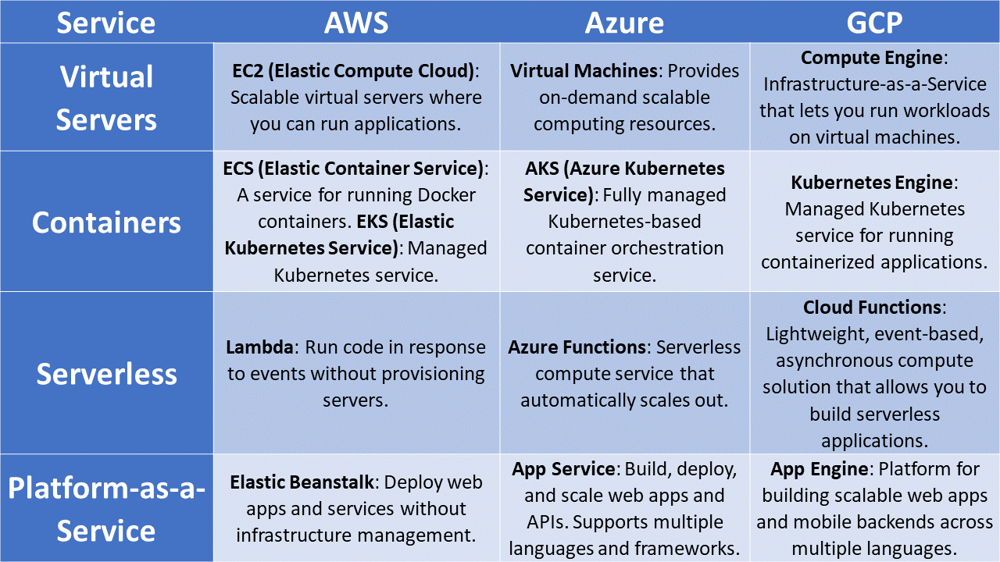 Service
AWS
Azure
GCP
Virtual
Servers
EC2 (Elastic Compute Cloud):
Scalable virtual servers where
you can run applications.
Virtual Machines: Provides
on-demand scalable
computing resources.
Compute Engine:
Infrastructure-as-a-Service
that lets you run workloads
on virtual machines.
Containers
ECS (Elastic Container Service):
A service for running Docker
containers. EKS (Elastic
Kubernetes Service): Managed
Kubernetes service.
AKS (Azure Kubernetes
Service): Fully managed
Kubernetes-based
container orchestration
service.
Kubernetes Engine:
Managed Kubernetes
service for running
containerized applications.
Serverless
Lambda: Run code in response
to events without provisioning
servers.
Azure Functions: Serverless
compute service that
automatically scales out.
Cloud Functions:
Lightweight, event-based,
asynchronous compute
solution that allows you to
build serverless
applications.
Platform-as-a-
Service
Elastic Beanstalk: Deploy web
apps and services without
infrastructure management.
App Service: Build, deploy,
and scale web apps and
APIs. Supports multiple
languages and frameworks.
App Engine: Platform for
building scalable web apps
and mobile backends across
multiple languages.